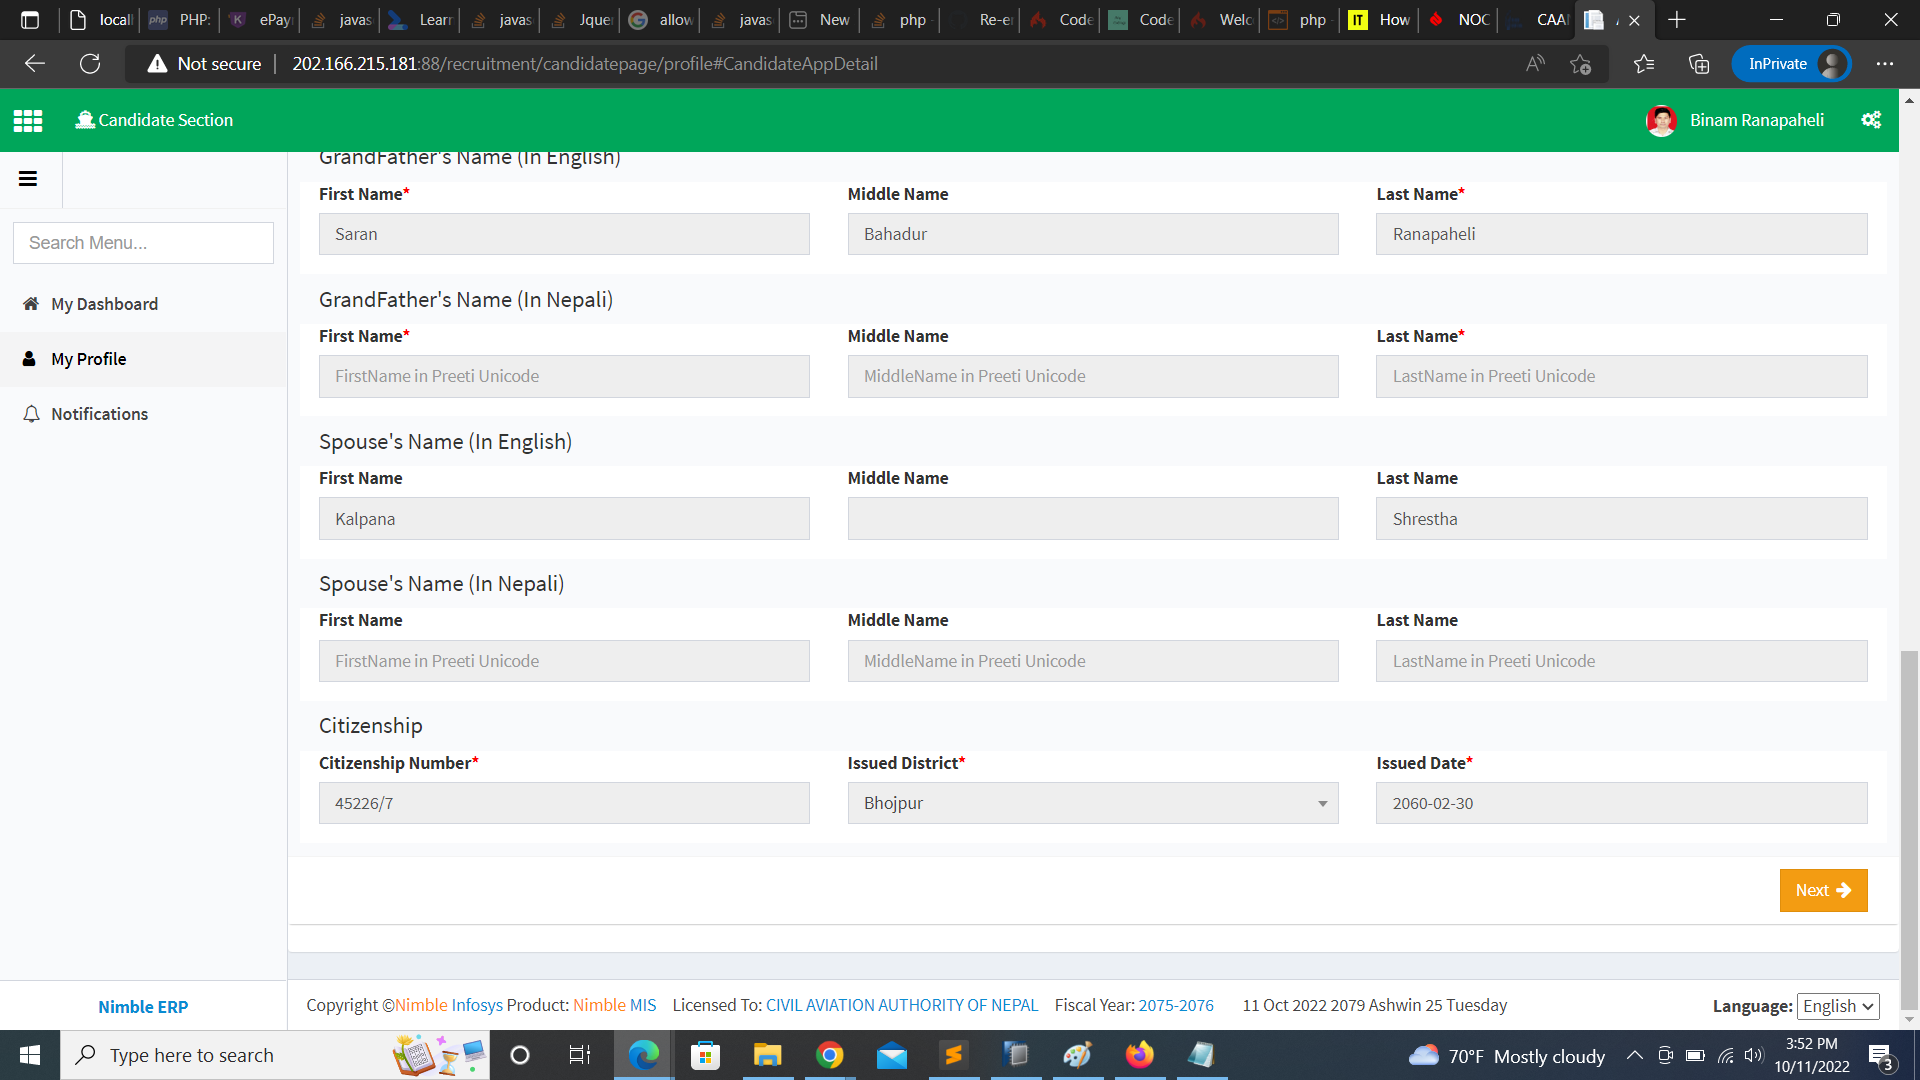 locall
PHP:
ePay
javas
Learn
javas
Jque
allow
javas
New
php
Re-e
Code
Code
Welc
php
How
NOC
CAA
Not secure
202.166.215.181:88/recruitment/candidatepage/profile#CandidateAppDetail
InPrivate
Candidate Section
Binam Ranapaheli
GrandFather's Name (In English)
First Name*
Middle Name
Last Name*
Saran
Bahadur
Ranapaheli
Search Menu...
My Dashboard
My Profile
Notifications
GrandFather's Name (In Nepali)
First Name*
Middle Name
Last Name*
FirstName in Preeti Unicode
MiddleName in Preeti Unicode
LastName in Preeti Unicode
Spouse's Name (In English)
First Name
Middle Name
Last Name
Kalpana
Shrestha
Spouse's Name (In Nepali)
First Name
Middle Name
Last Name
FirstName in Preeti Unicode
MiddleName in Preeti Unicode
LastName in Preeti Unicode
Citizenship
Citizenship Number*
Issued District*
Issued Date*
45226/7
Bhojpur
2060-02-30
Next
Nimble ERP
Copyright ©Nimble Infosys Product: Nimble MIS Licensed To: CIVIL AVIATION AUTHORITY OF NEPAL Fiscal Year: 2075-2076 11 Oct 2022 2079 Ashwin 25 Tuesday
Language: English
Type here to search
70°F Mostly cloudy
3:52 PM
10/11/2022
3